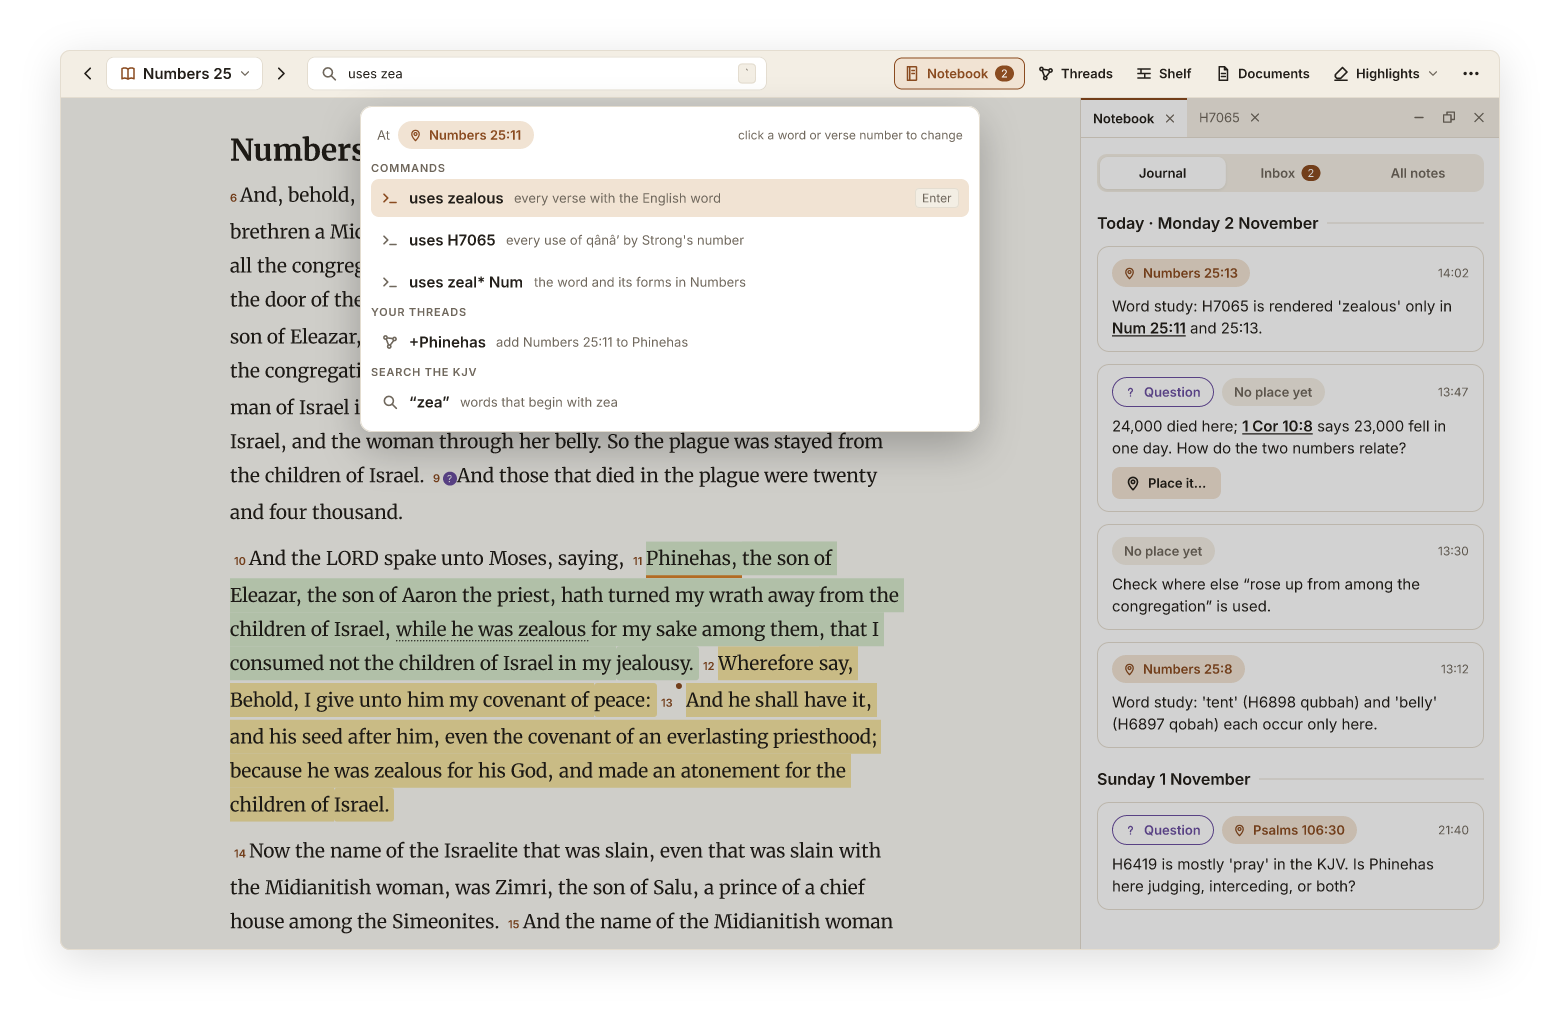 Numbers 25
uses zea
`
Notebook 2
Threads
Shelf
Documents
Highlights
At Numbers 25:11 click a word or verse number to change
COMMANDS
uses zealous every verse with the English word Enter
uses H7065 every use of qânâʼ by Strong's number
uses zeal* Num the word and its forms in Numbers
YOUR THREADS
+Phinehas add Numbers 25:11 to Phinehas
SEARCH THE KJV
“zea” words that begin with zea
Numbers
6 And, behold,
brethren a Mid
all the congreg
the door of the
son of Eleazar,
the congregati
man of Israel i
Israel, and the woman through her belly. So the plague was stayed from
the children of Israel. 9 ? And those that died in the plague were twenty
and four thousand.
10 And the LORD spake unto Moses, saying, 11 Phinehas, the son of
Eleazar, the son of Aaron the priest, hath turned my wrath away from the
children of Israel, while he was zealous for my sake among them, that I
consumed not the children of Israel in my jealousy. 12 Wherefore say,
Behold, I give unto him my covenant of peace: 13 And he shall have it,
and his seed after him, even the covenant of an everlasting priesthood;
because he was zealous for his God, and made an atonement for the
children of Israel.
14 Now the name of the Israelite that was slain, even that was slain with
the Midianitish woman, was Zimri, the son of Salu, a prince of a chief
house among the Simeonites. 15 And the name of the Midianitish woman
Notebook
H7065
Journal
Inbox 2
All notes
Today · Monday 2 November
Numbers 25:13 14:02
Word study: H7065 is rendered 'zealous' only in
Num 25:11 and 25:13.
? Question No place yet 13:47
24,000 died here; 1 Cor 10:8 says 23,000 fell in
one day. How do the two numbers relate?
Place it…
No place yet 13:30
Check where else “rose up from among the
congregation” is used.
Numbers 25:8 13:12
Word study: 'tent' (H6898 qubbah) and 'belly'
(H6897 qobah) each occur only here.
Sunday 1 November
? Question Psalms 106:30 21:40
H6419 is mostly 'pray' in the KJV. Is Phinehas
here judging, interceding, or both?